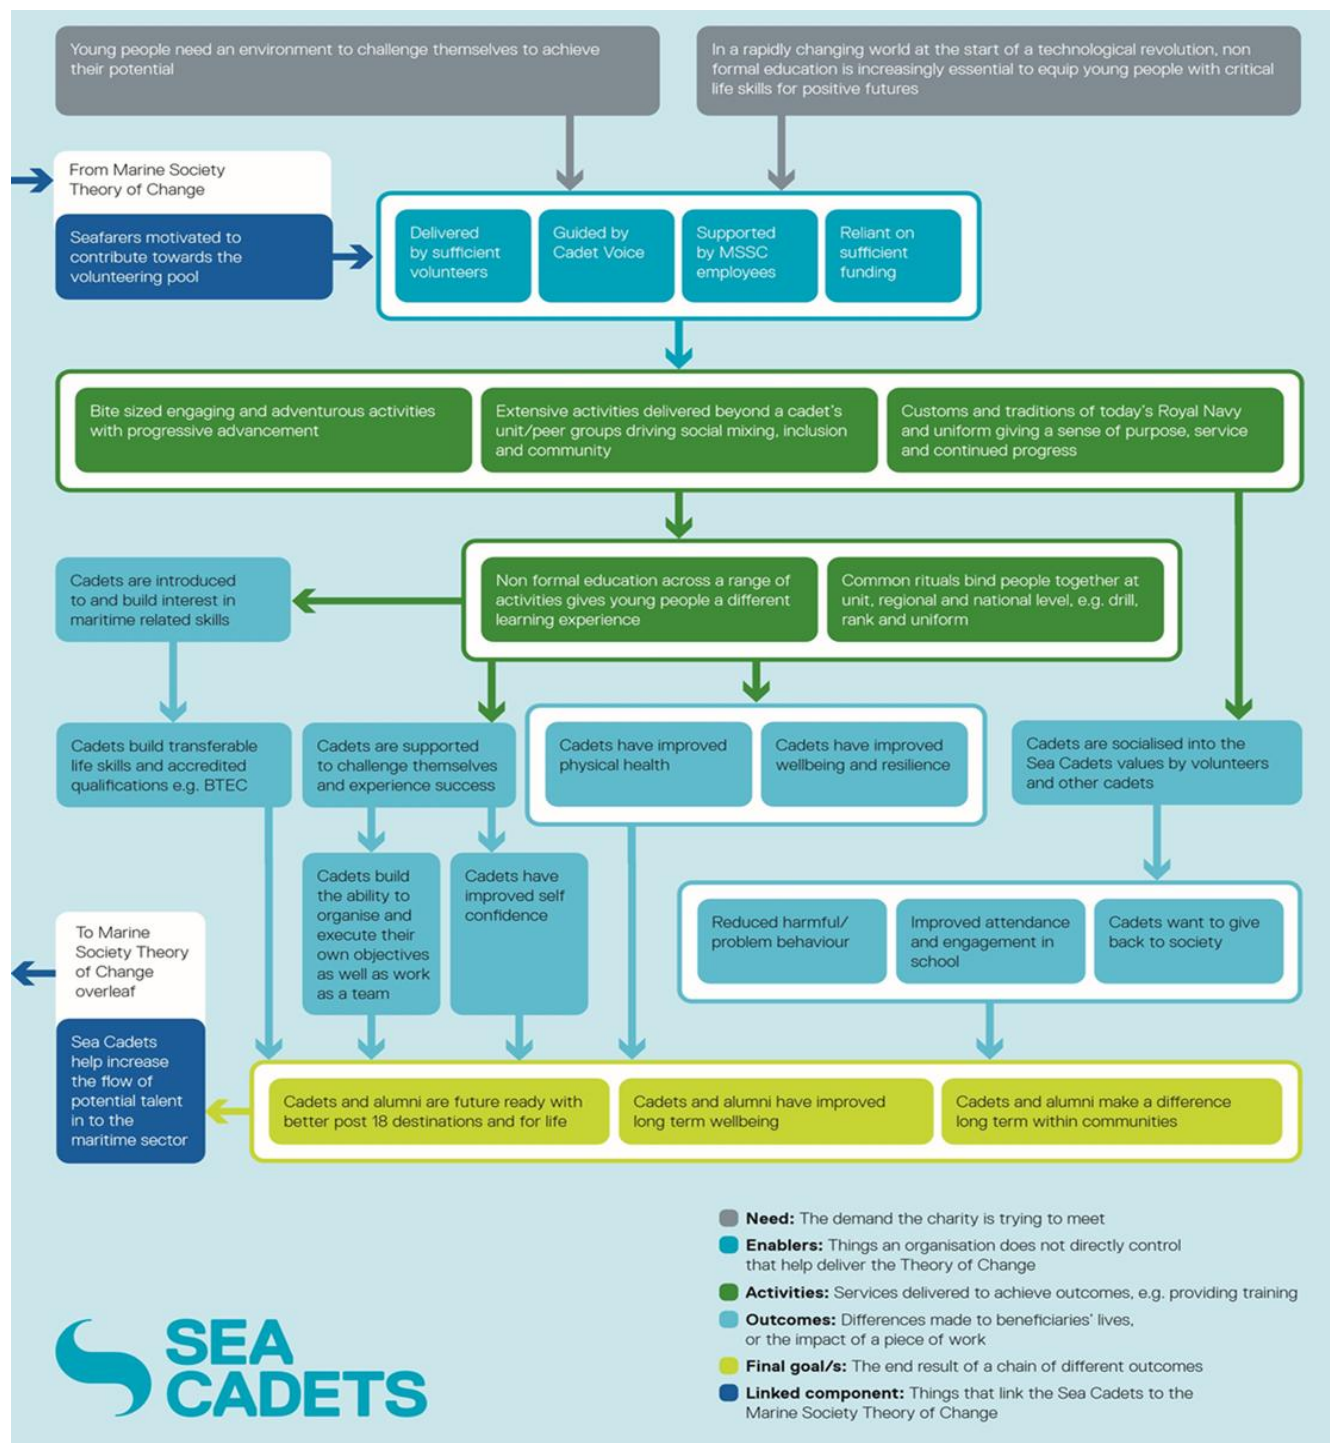 Young people need an environment to challenge themselves to achieve
their potential
In a rapidly changing world at the start of a technological revolution, non
formal education is increasingly essential to equip young people with critical
life skills for positive futures
From Marine Society
Theory of Change
Seafarers motivated to
contribute towards the
volunteering pool
Delivered
by sufficient
volunteers
Guided by
Cadet Voice
Supported
by MSSC
employees
Reliant on
sufficient
funding
Bite sized engaging and adventurous activities
with progressive advancement
Extensive activities delivered beyond a cadet's
unit/peer groups driving social mixing, inclusion
and community
Customs and traditions of today's Royal Navy
and uniform giving a sense of purpose, service
and continued progress
Cadets are introduced
to and build interest in
maritime related skills
Non formal education across a range of
activities gives young people a different
learning experience
Common rituals bind people together at
unit, regional and national level, e.g. drill,
rank and uniform
Cadets build transferable
life skills and accredited
qualifications e.g. BTEC
Cadets are supported
to challenge themselves
and experience success
Cadets have improved
physical health
Cadets have improved
wellbeing and resilience
Cadets are socialised into the
Sea Cadets values by volunteers
and other cadets
Cadets build
the ability to
organise and
execute their
own objectives
as well as work
as a team
Cadets have
improved self
confidence
Reduced harmful/
problem behaviour
Improved attendance
and engagement in
school
Cadets want to give
back to society
To Marine
Society Theory
of Change
overleaf
Sea Cadets
help increase
the flow of
potential talent
in to the
maritime sector
Cadets and alumni are future ready with
better post 18 destinations and for life
Cadets and alumni have improved
long term wellbeing
Cadets and alumni make a difference
long term within communities
Need: The demand the charity is trying to meet
Enablers: Things an organisation does not directly control
that help deliver the Theory of Change
Activities: Services delivered to achieve outcomes, e.g. providing training
Outcomes: Differences made to beneficiaries' lives,
or the impact of a piece of work
Final goal/s: The end result of a chain of different outcomes
Linked component: Things that link the Sea Cadets to the
Marine Society Theory of Change
SEA
CADETS